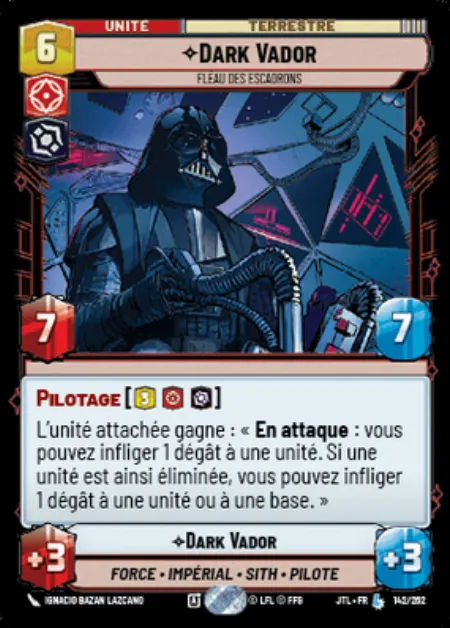 UNITÉ
TERRESTRE
6
DARK VADOR
FLÉAU DES ESCADRONS
7
7
PILOTAGE [3]
L'unité attachée gagne : « En attaque : vous
pouvez infliger 1 dégât à une unité. Si une
unité est ainsi éliminée, vous pouvez infliger
1 dégât à une unité ou à une base. »
DARK VADOR
+3
+3
FORCE • IMPÉRIAL • SITH • PILOTE
IGNACIO BAZAN LAZCANO
© LFL © FFG
JTL • FR
142/262